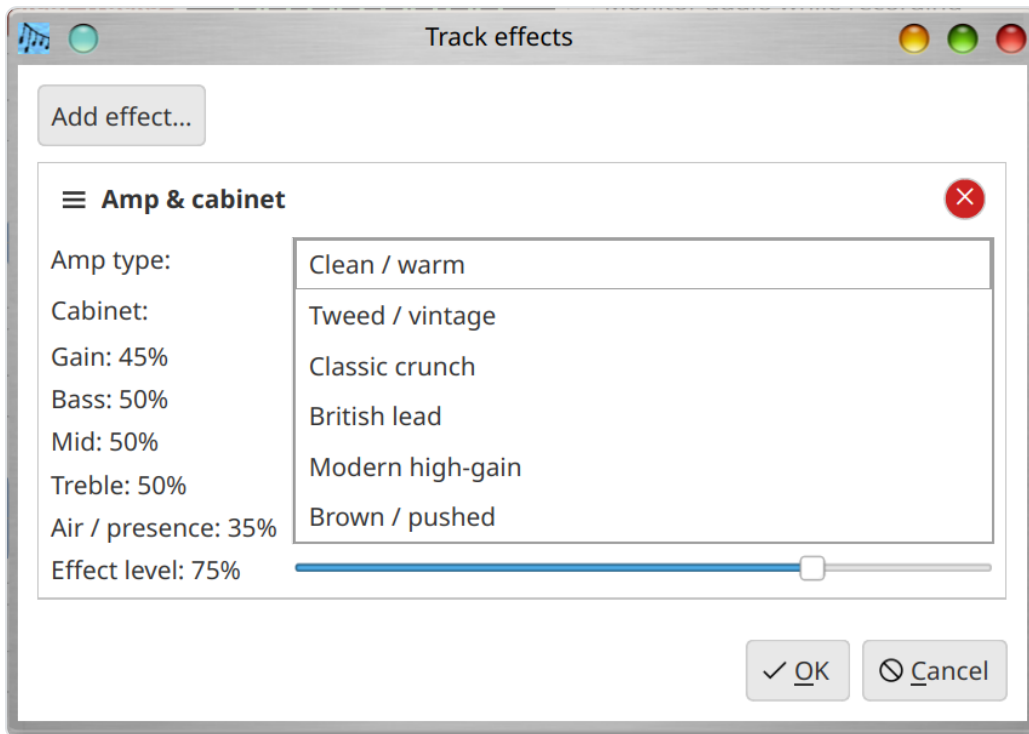 Track effects
Add effect...
Amp & cabinet
Amp type:
Clean / warm
Cabinet:
Tweed / vintage
Gain: 45%
Classic crunch
Bass: 50%
British lead
Mid: 50%
Modern high-gain
Treble: 50%
Air / presence: 35%
Brown / pushed
Effect level: 75%
OK
Cancel